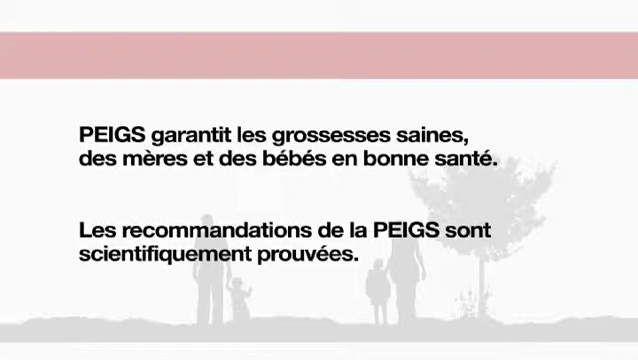 PEIGS garantit les grossesses saines,
des mères et des bébés en bonne santé.
Les recommandations de la PEIGS sont
scientifiquement prouvées.